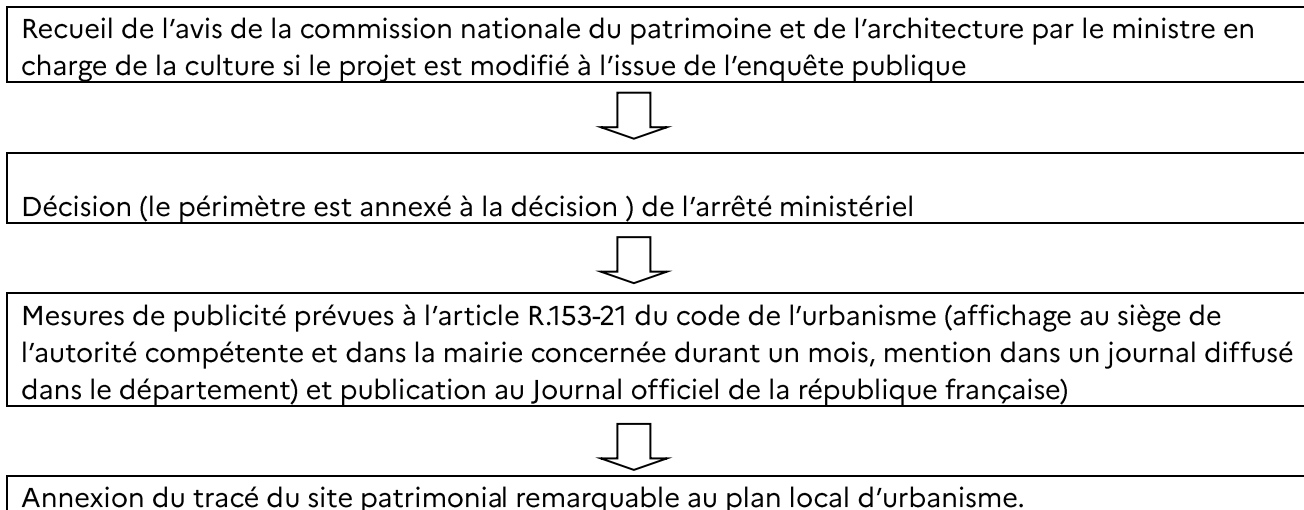 Recueil de l'avis de la commission nationale du patrimoine et de l'architecture par le ministre en
charge de la culture si le projet est modifié à l'issue de l'enquête publique
Décision (le périmètre est annexé à la décision ) de l'arrêté ministériel
Mesures de publicité prévues à l'article R.153-21 du code de l'urbanisme (affichage au siège de
l'autorité compétente et dans la mairie concernée durant un mois, mention dans un journal diffusé
dans le département) et publication au Journal officiel de la république française)
Annexion du tracé du site patrimonial remarquable au plan local d'urbanisme.